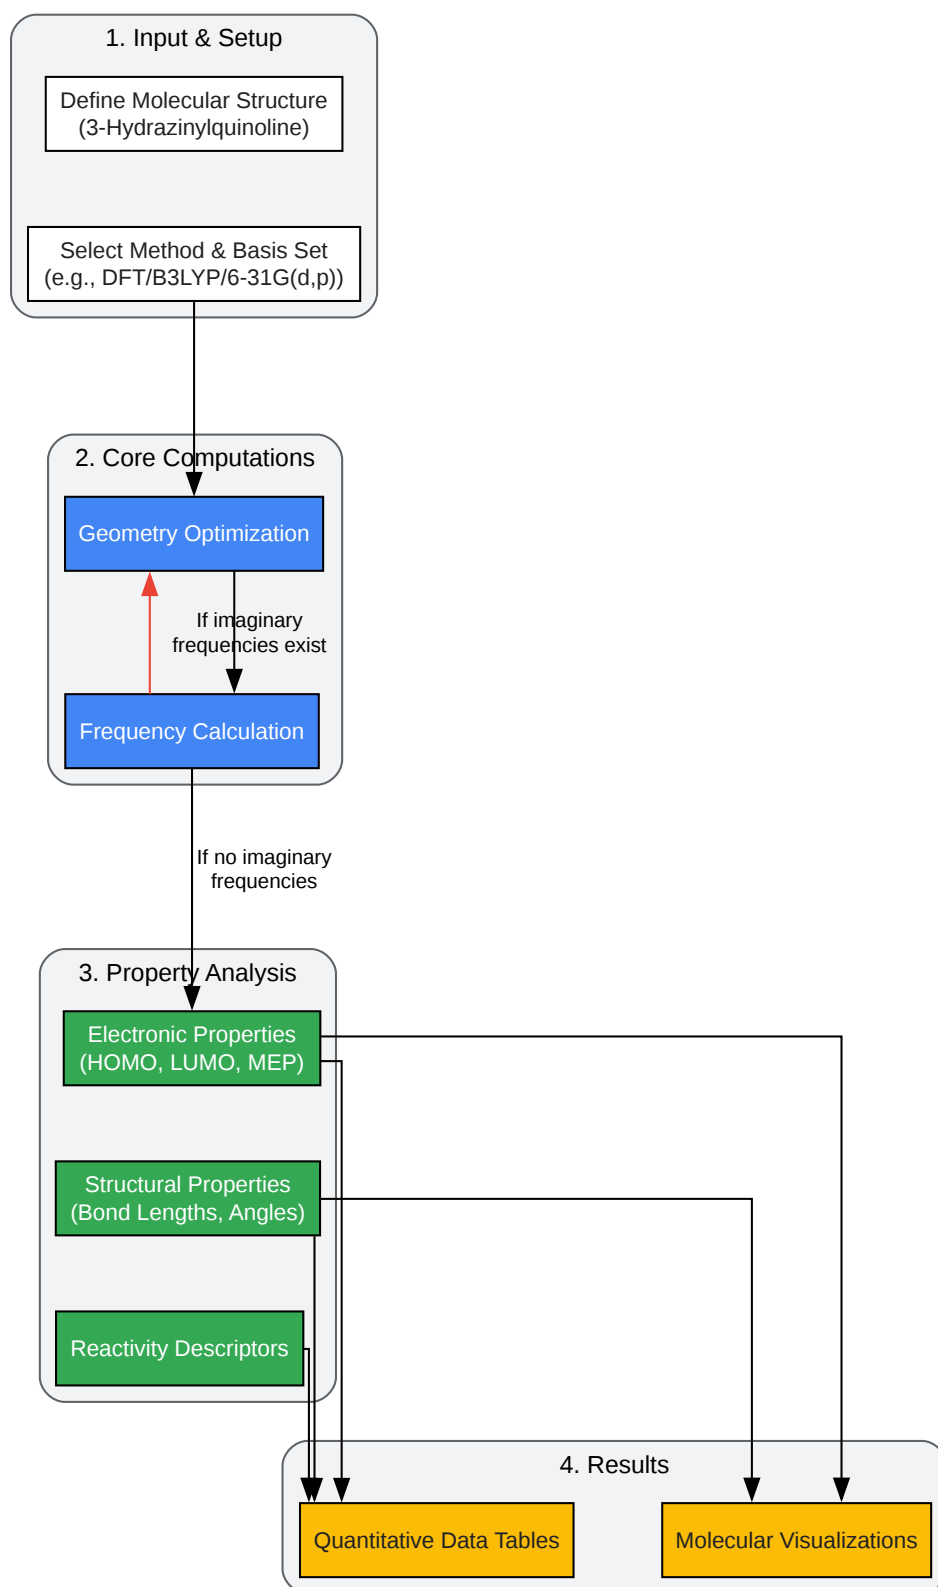 1. Input & Setup
Define Molecular Structure
(3-Hydrazinylquinoline)
Select Method & Basis Set
(e.g., DFT/B3LYP/6-31G(d,p))
2. Core Computations
Geometry Optimization
If imaginary
frequencies exist
Frequency Calculation
If no imaginary
frequencies
3. Property Analysis
Electronic Properties
(HOMO, LUMO, MEP)
Structural Properties
(Bond Lengths, Angles)
Reactivity Descriptors
4. Results
Quantitative Data Tables
Molecular Visualizations